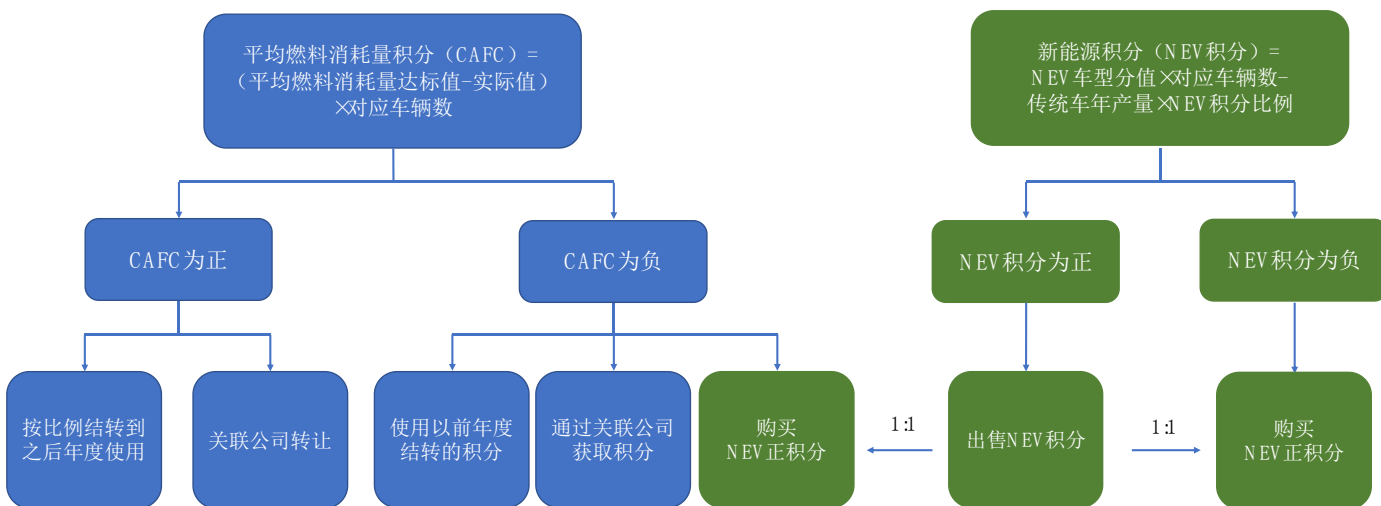 平均燃料消耗量积分（CAFC）=
（平均燃料消耗量达标值-实际值）
×对应车辆数
新能源积分（NEV积分）=
NEV车型分值×对应车辆数-
传统车年产量×NEV积分比例
CAFC为正
CAFC为负
NEV积分为正
NEV积分为负
按比例结转到
之后年度使用
关联公司转让
使用以前年度
结转的积分
通过关联公司
获取积分
购买
NEV正积分
1:1
出售NEV积分
1:1
购买
NEV正积分